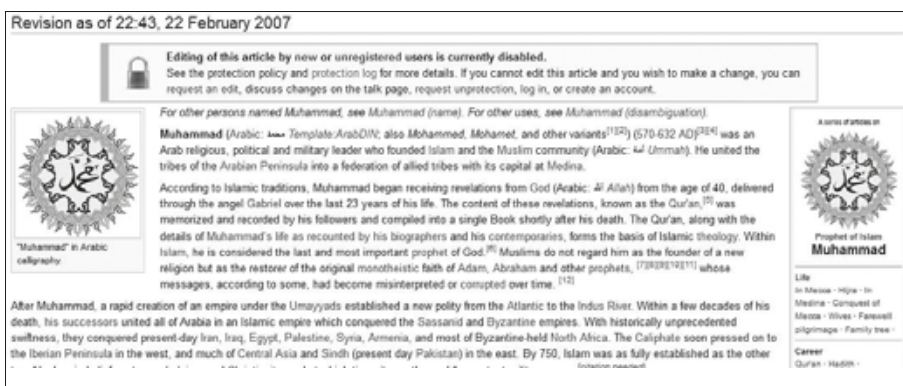 Revision as of 22:43, 22 February 2007
Editing of this article by new or unregistered users is currently disabled.
See the protection policy and protection log for more details. If you cannot edit this article and you wish to make a change, you can
request an edit, discuss changes on the talk page, request unprotection, log in, or create an account.
For other persons named Muhammad, see Muhammad (name). For other uses, see Muhammad (disambiguation).
Muhammad (Arabic: محمد Template:ArabDIN; also Mohammed, Mohamet, and other variants[1][2]) (570-632 AD)[3][4] was an
Arab religious, political and military leader who founded Islam and the Muslim community (Arabic: أمة Ummah). He united the
tribes of the Arabian Peninsula into a federation of allied tribes with its capital at Medina.
According to Islamic traditions, Muhammad began receiving revelations from God (Arabic: الله Allah) from the age of 40, delivered
through the angel Gabriel over the last 23 years of his life. The content of these revelations, known as the Qur'an,[5] was
memorized and recorded by his followers and compiled into a single Book shortly after his death. The Qur'an, along with the
details of Muhammad's life as recounted by his biographers and his contemporaries, forms the basis of Islamic theology. Within
Islam, he is considered the last and most important prophet of God.[6] Muslims do not regard him as the founder of a new
religion but as the restorer of the original monotheistic faith of Adam, Abraham and other prophets, [7][8][9][10][11] whose
messages, according to some, had become misinterpreted or corrupted over time. [12]
After Muhammad, a rapid creation of an empire under the Umayyads established a new polity from the Atlantic to the Indus River. Within a few decades of his
death, his successors united all of Arabia in an Islamic empire which conquered the Sassanid and Byzantine empires. With historically unprecedented
swiftness, they conquered present-day Iran, Iraq, Egypt, Palestine, Syria, Armenia, and most of Byzantine-held North Africa. The Caliphate soon pressed on to
the Iberian Peninsula in the west, and much of Central Asia and Sindh (present day Pakistan) in the east. By 750, Islam was as fully established as the other
محمد
"Muhammad" in Arabic
calligraphy.
A series of articles on
محمد
Prophet of Islam
Muhammad
Life
In Mecca · Hijra · In
Medina · Conquest of
Mecca · Wives · Farewell
pilgrimage · Family tree ·
Career
Qur'an · Hadith ·